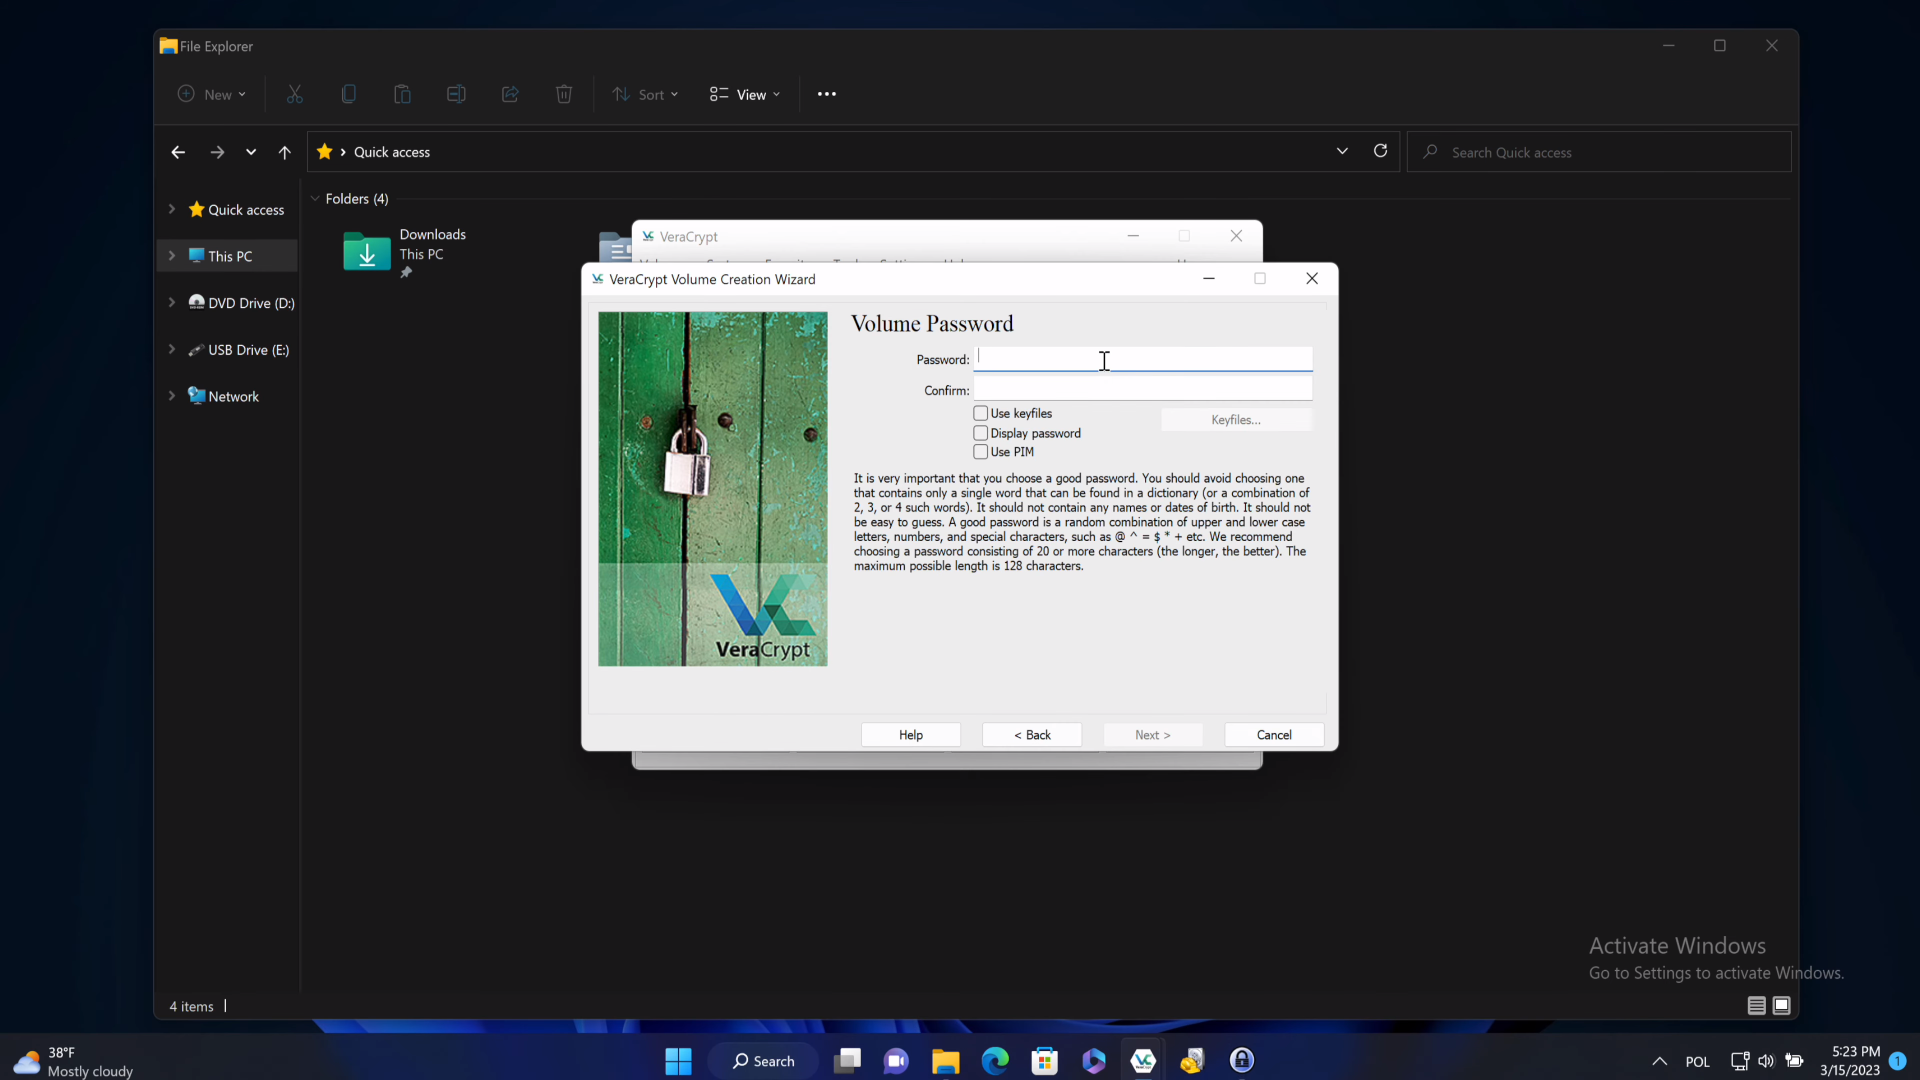 File Explorer
New
Sort
View
Quick access
Search Quick access
Quick access
This PC
DVD Drive (D:)
USB Drive (E:)
Network
Folders (4)
Downloads
This PC
VeraCrypt
VeraCrypt Volume Creation Wizard
VeraCrypt
Volume Password
Password:
Confirm:
Use keyfiles
Keyfiles...
Display password
Use PIM
It is very important that you choose a good password. You should avoid choosing one
that contains only a single word that can be found in a dictionary (or a combination of
2, 3, or 4 such words). It should not contain any names or dates of birth. It should not
be easy to guess. A good password is a random combination of upper and lower case
letters, numbers, and special characters, such as @ ^ = $ * + etc. We recommend
choosing a password consisting of 20 or more characters (the longer, the better). The
maximum possible length is 128 characters.
Help
< Back
Next >
Cancel
Activate Windows
Go to Settings to activate Windows.
4 items
38°F
Mostly cloudy
Search
POL
5:23 PM
3/15/2023
1